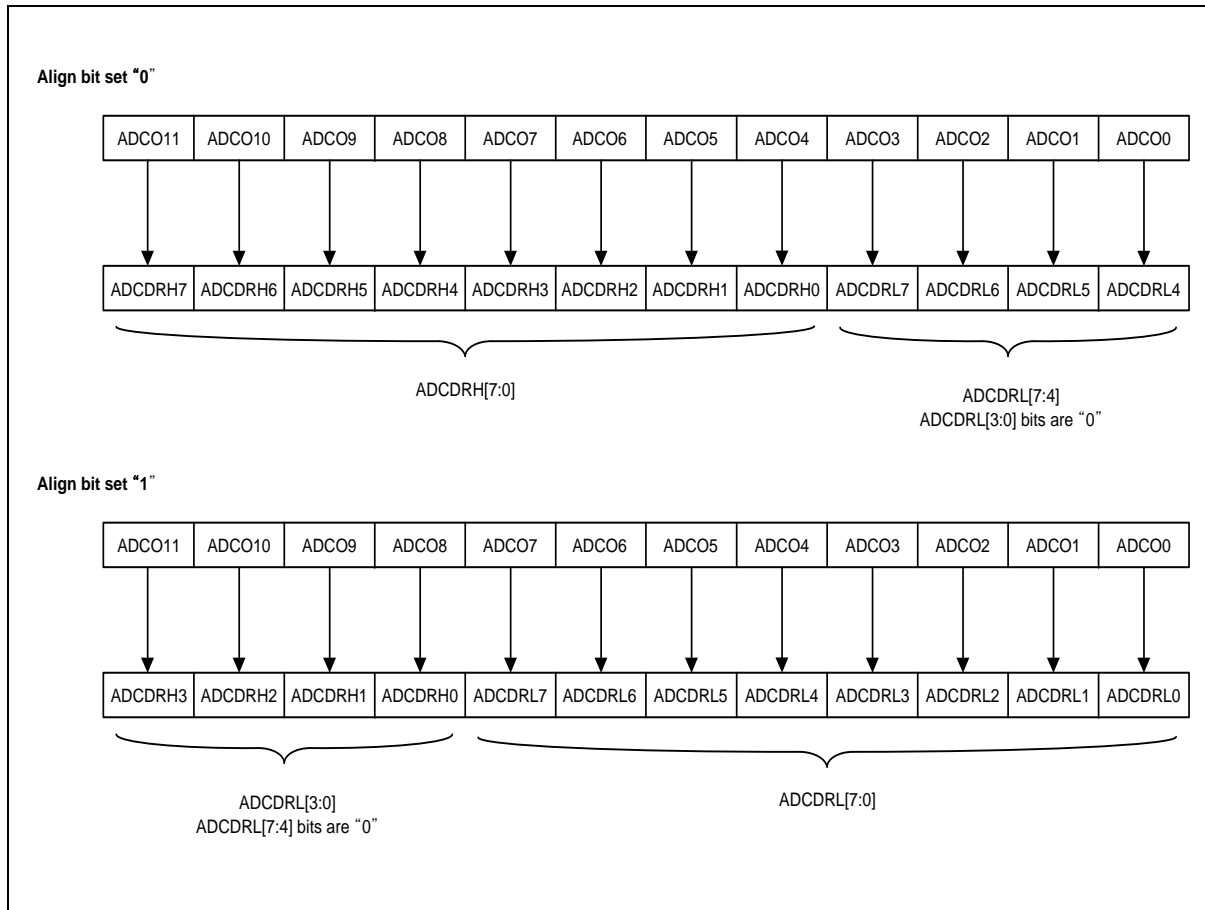 Align bit set “0”
ADCO11 ADCO10 ADCO9 ADCO8 ADCO7 ADCO6 ADCO5 ADCO4 ADCO3 ADCO2 ADCO1 ADCO0
ADCDRH7 ADCDRH6 ADCDRH5 ADCDRH4 ADCDRH3 ADCDRH2 ADCDRH1 ADCDRH0 ADCDRL7 ADCDRL6 ADCDRL5 ADCDRL4
ADCDRH[7:0]
ADCDRL[7:4]
ADCDRL[3:0] bits are “0”
Align bit set “1”
ADCO11 ADCO10 ADCO9 ADCO8 ADCO7 ADCO6 ADCO5 ADCO4 ADCO3 ADCO2 ADCO1 ADCO0
ADCDRH3 ADCDRH2 ADCDRH1 ADCDRH0 ADCDRL7 ADCDRL6 ADCDRL5 ADCDRL4 ADCDRL3 ADCDRL2 ADCDRL1 ADCDRL0
ADCDRL[3:0]
ADCDRL[7:4] bits are “0”
ADCDRL[7:0]